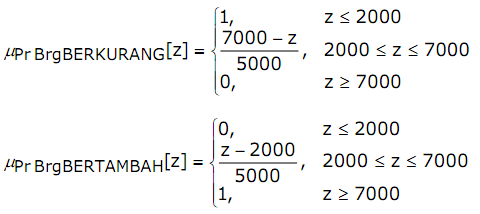 1, z ≤ 2000
μPr BrgBERKURANG[z] = 7000 – z / 5000 , 2000 ≤ z ≤ 7000
0, z ≥ 7000
0, z ≤ 2000
μPr BrgBERTAMBAH[z] = z – 2000 / 5000 , 2000 ≤ z ≤ 7000
1, z ≥ 7000